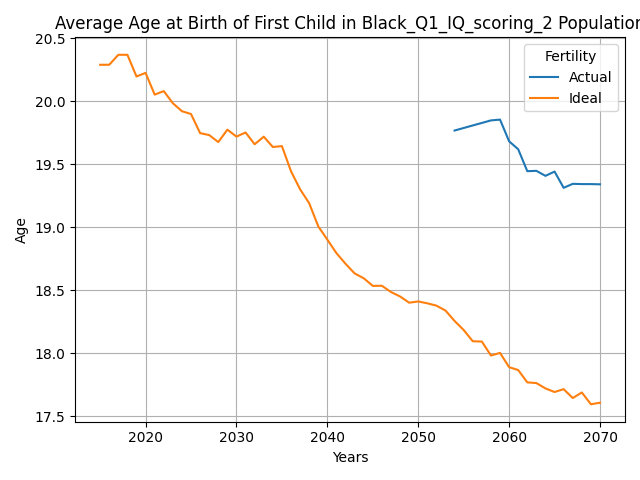 Average Age at Birth of First Child in Black_Q1_IQ_scoring_2 Population
20.5
20.0
19.5
19.0
18.5
18.0
17.5
Age
Fertility
Actual
Ideal
2020 2030 2040 2050 2060 2070
Years